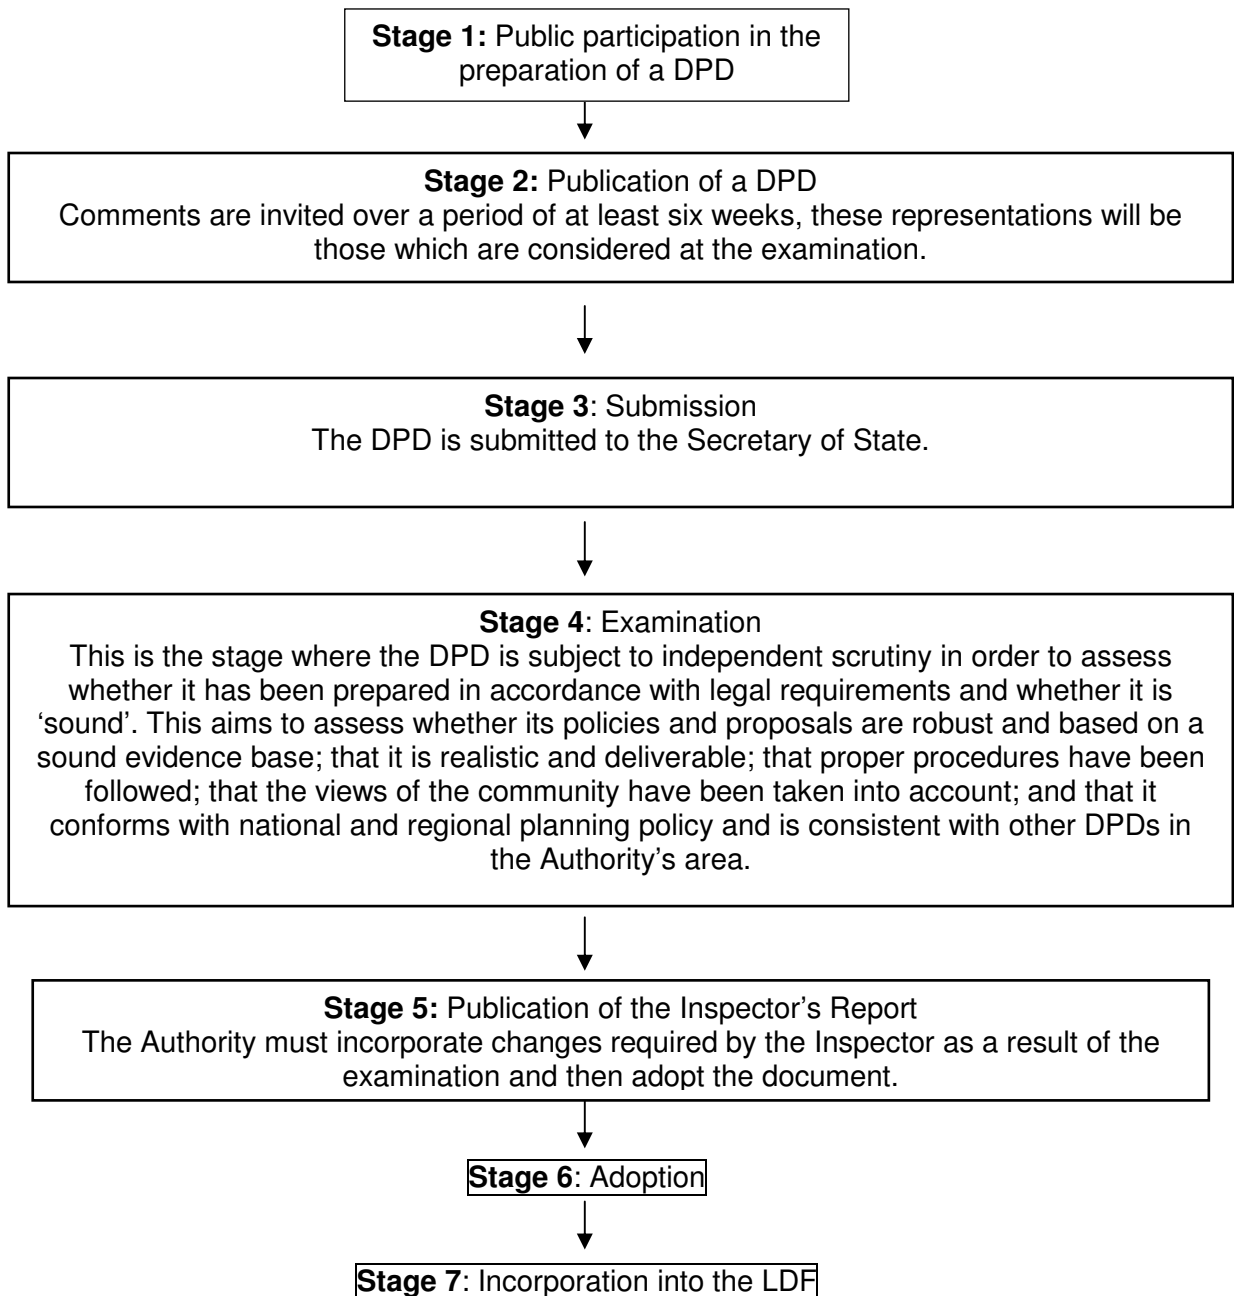 Stage 1: Public participation in the
preparation of a DPD
Stage 2: Publication of a DPD
Comments are invited over a period of at least six weeks, these representations will be
those which are considered at the examination.
Stage 3: Submission
The DPD is submitted to the Secretary of State.
Stage 4: Examination
This is the stage where the DPD is subject to independent scrutiny in order to assess
whether it has been prepared in accordance with legal requirements and whether it is
‘sound’. This aims to assess whether its policies and proposals are robust and based on a
sound evidence base; that it is realistic and deliverable; that proper procedures have been
followed; that the views of the community have been taken into account; and that it
conforms with national and regional planning policy and is consistent with other DPDs in
the Authority’s area.
Stage 5: Publication of the Inspector’s Report
The Authority must incorporate changes required by the Inspector as a result of the
examination and then adopt the document.
Stage 6: Adoption
Stage 7: Incorporation into the LDF